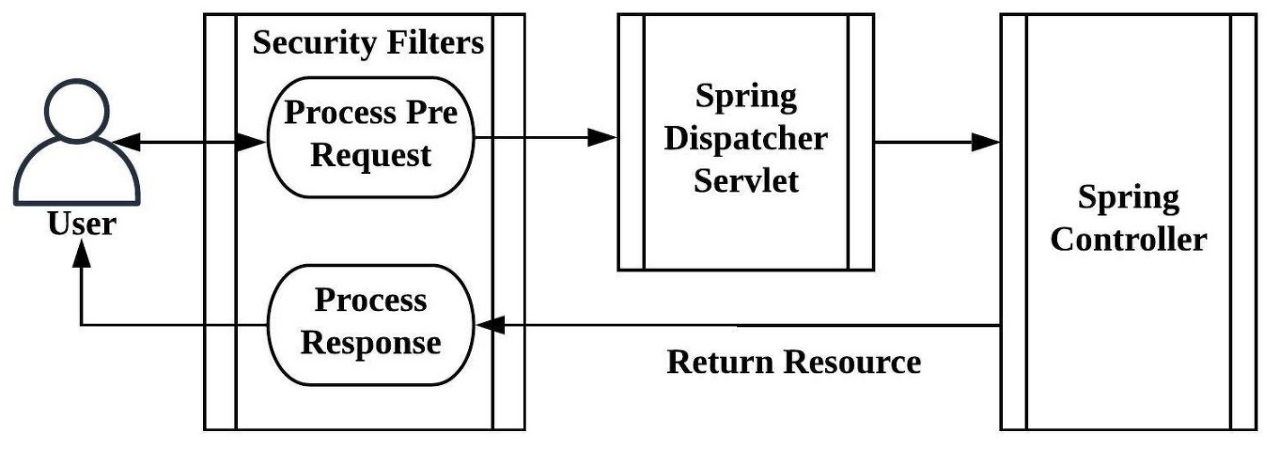 Security Filters
Process Pre
Request
User
Process
Response
Spring
Dispatcher
Servlet
Return Resource
Spring
Controller